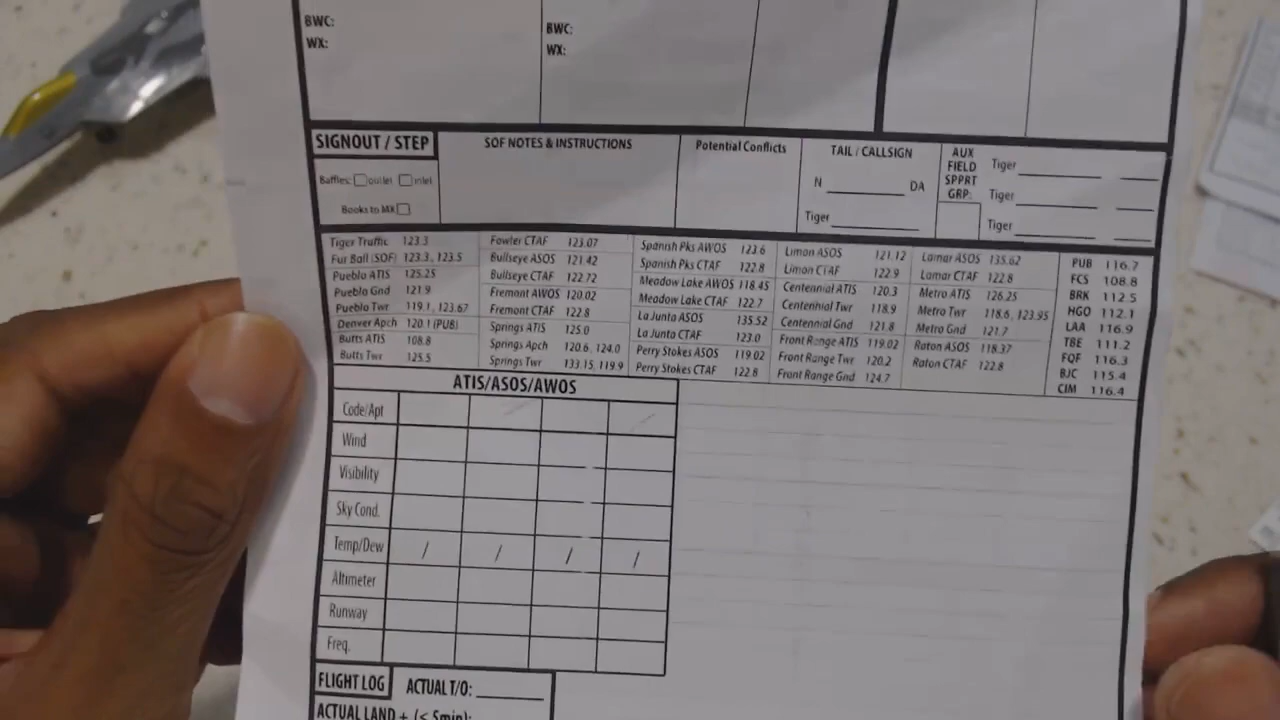 BWC:
WX:
BWC:
WX:
SIGNOUT / STEP
Baffles: outlet inlet
Books to MX
SOF NOTES & INSTRUCTIONS
Potential Conflicts
TAIL / CALLSIGN
N ________ DA
Tiger ________
AUX
FIELD
SPPRT
GRP:
Tiger ________ ____
Tiger ________ ____
Tiger ________ ____
Tiger Traffic 123.3
Fur Ball (SOF) 123.3, 123.5
Pueblo ATIS 125.25
Pueblo Gnd 121.9
Pueblo Twr 119.1, 123.67
Denver Apch 120.1 (PUB)
Butts ATIS 108.8
Butts Twr 125.5
Fowler CTAF 123.07
Bullseye ASOS 121.42
Bullseye CTAF 122.72
Fremont AWOS 120.02
Fremont CTAF 122.8
Springs ATIS 125.0
Springs Apch 120.6, 124.0
Springs Twr 133.15, 119.9
Spanish Pks AWOS 123.6
Spanish Pks CTAF 122.8
Meadow Lake AWOS 118.45
Meadow Lake CTAF 122.7
La Junta ASOS 135.52
La Junta CTAF 123.0
Perry Stokes ASOS 119.02
Perry Stokes CTAF 122.8
Limon ASOS 121.12
Limon CTAF 122.9
Centennial ATIS 120.3
Centennial Twr 118.9
Centennial Gnd 121.8
Front Range ATIS 119.02
Front Range Twr 120.2
Front Range Gnd 124.7
Lamar ASOS 135.62
Lamar CTAF 122.8
Metro ATIS 126.25
Metro Twr 118.6, 123.95
Metro Gnd 121.7
Raton ASOS 118.37
Raton CTAF 122.8
PUB 116.7
FCS 108.8
BRK 112.5
HGO 112.1
LAA 116.9
TBE 111.2
FQF 116.3
BJC 115.4
CIM 116.4
ATIS/ASOS/AWOS
Code/Apt
Wind
Visibility
Sky Cond.
Temp/Dew / / / /
Altimeter
Runway
Freq.
FLIGHT LOG
ACTUAL T/O: ________
ACTUAL LAND + (< 5min):